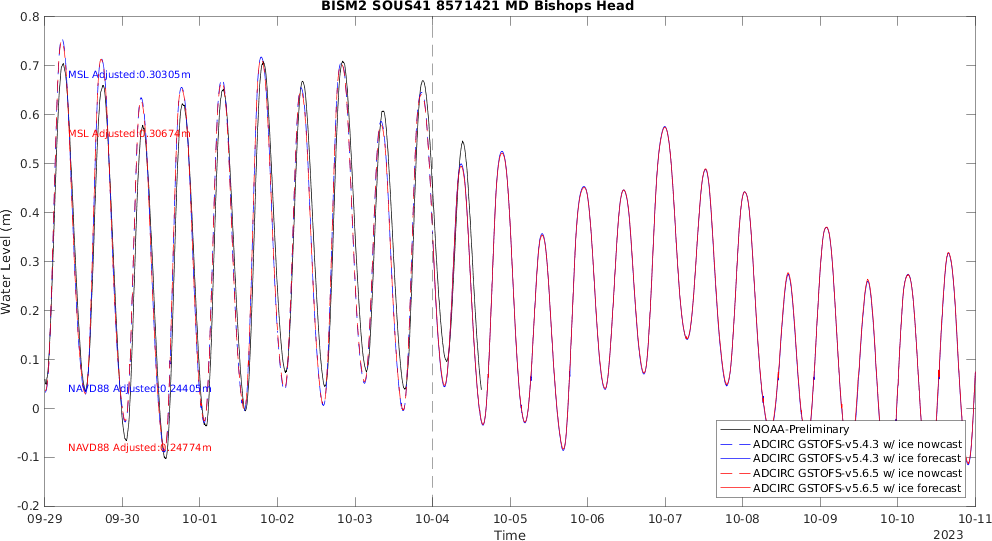 BISM2 SOUS41 8571421 MD Bishops Head
0.8
0.7
0.6
0.5
0.4
0.3
0.2
0.1
0
-0.1
-0.2
Water Level (m)
MSL Adjusted:0.30305m
MSL Adjusted:0.30674m
NAVD88 Adjusted:0.24405m
NAVD88 Adjusted:0.24774m
NOAA-Preliminary
ADCIRC GSTOFS-v5.4.3 w/ ice nowcast
ADCIRC GSTOFS-v5.4.3 w/ ice forecast
ADCIRC GSTOFS-v5.6.5 w/ ice nowcast
ADCIRC GSTOFS-v5.6.5 w/ ice forecast
09-29 09-30 10-01 10-02 10-03 10-04 10-05 10-06 10-07 10-08 10-09 10-10 10-11
Time
2023